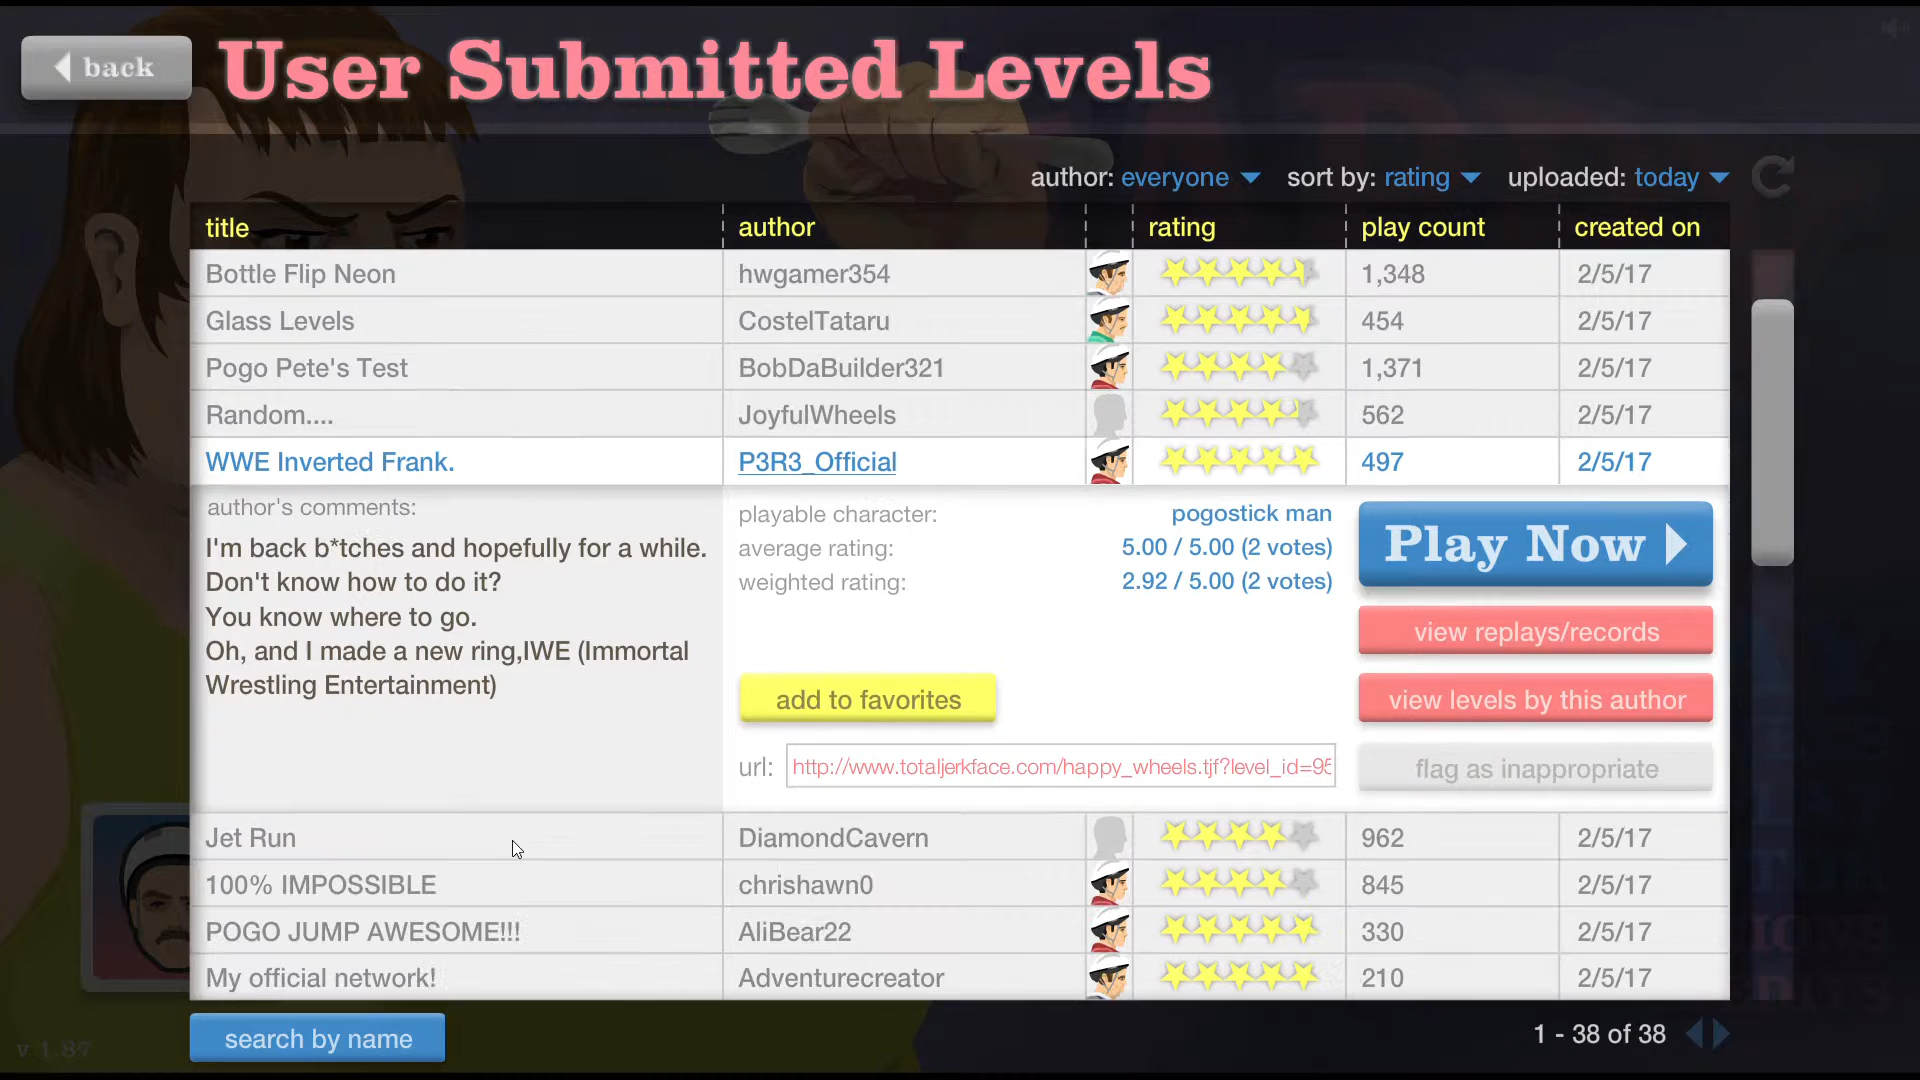 back
User Submitted Levels
author: everyone sort by: rating uploaded: today
title author rating play count created on
Bottle Flip Neon hwgamer354 1,348 2/5/17
Glass Levels CostelTataru 454 2/5/17
Pogo Pete's Test BobDaBuilder321 1,371 2/5/17
Random.... JoyfulWheels 562 2/5/17
WWE Inverted Frank. P3R3_Official 497 2/5/17
author's comments:
I'm back b*tches and hopefully for a while.
Don't know how to do it?
You know where to go.
Oh, and I made a new ring,IWE (Immortal
Wrestling Entertainment)
playable character: pogostick man
average rating: 5.00 / 5.00 (2 votes)
weighted rating: 2.92 / 5.00 (2 votes)
add to favorites
url: http://www.totaljerkface.com/happy_wheels.tjf?level_id=95
Play Now
view replays/records
view levels by this author
flag as inappropriate
Jet Run DiamondCavern 962 2/5/17
100% IMPOSSIBLE chrishawn0 845 2/5/17
POGO JUMP AWESOME!!! AliBear22 330 2/5/17
My official network! Adventurecreator 210 2/5/17
search by name
1 - 38 of 38
v 1.87